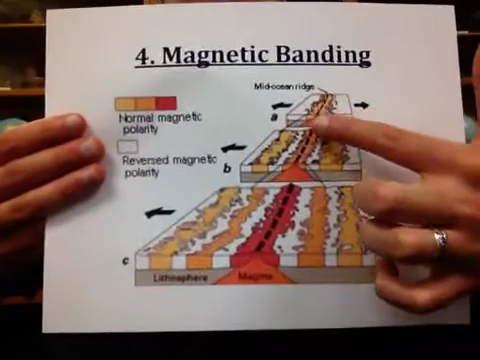 4. Magnetic Banding
Mid-ocean ridge
Normal magnetic
polarity
a
Reversed magnetic
polarity
b
c
Lithosphere
Magma